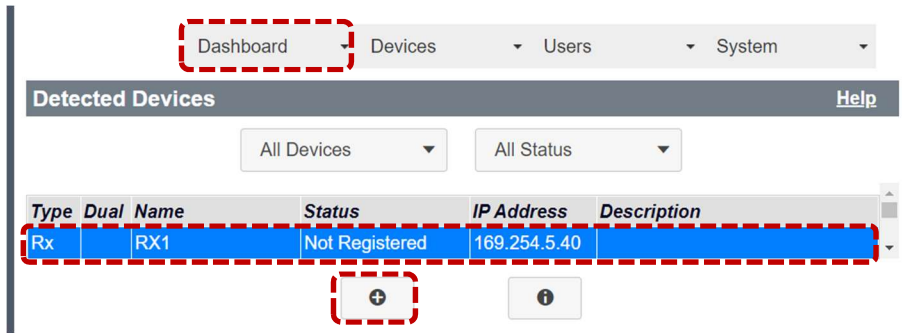 Dashboard Devices Users System
Detected Devices Help
All Devices All Status
Type Dual Name Status IP Address Description
Rx RX1 Not Registered 169.254.5.40